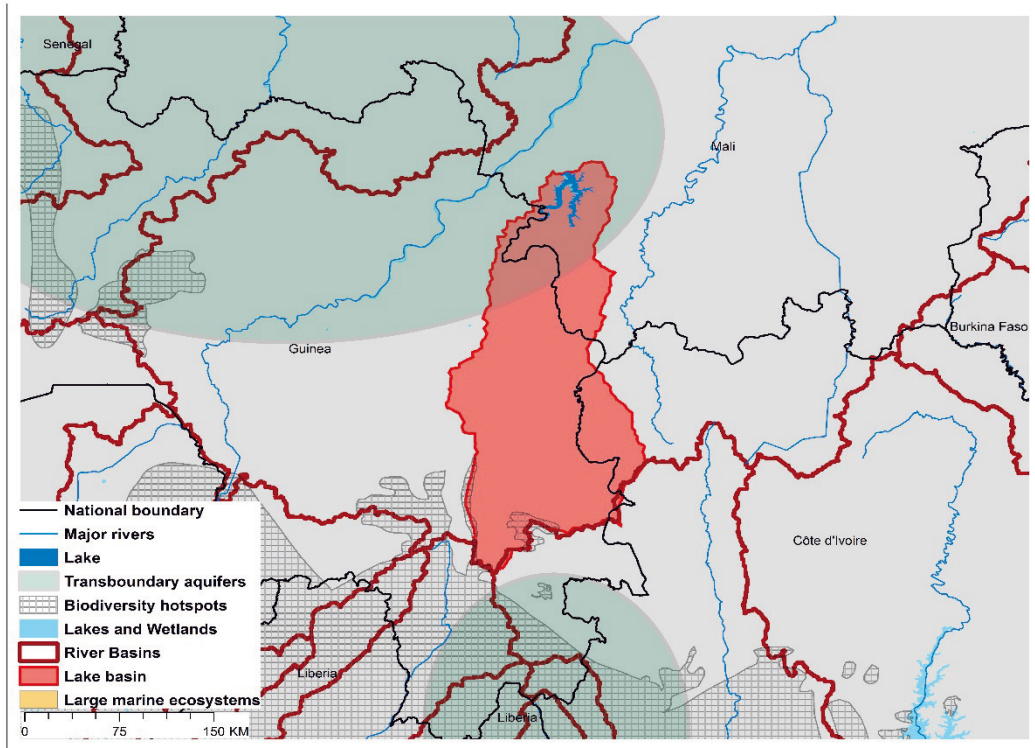 Senegal
Mali
Guinea
Burkina Faso
Côte d'Ivoire
Liberia
Liberia
National boundary
Major rivers
Lake
Transboundary aquifers
Biodiversity hotspots
Lakes and Wetlands
River Basins
Lake basin
Large marine ecosystems
0 75 150 KM